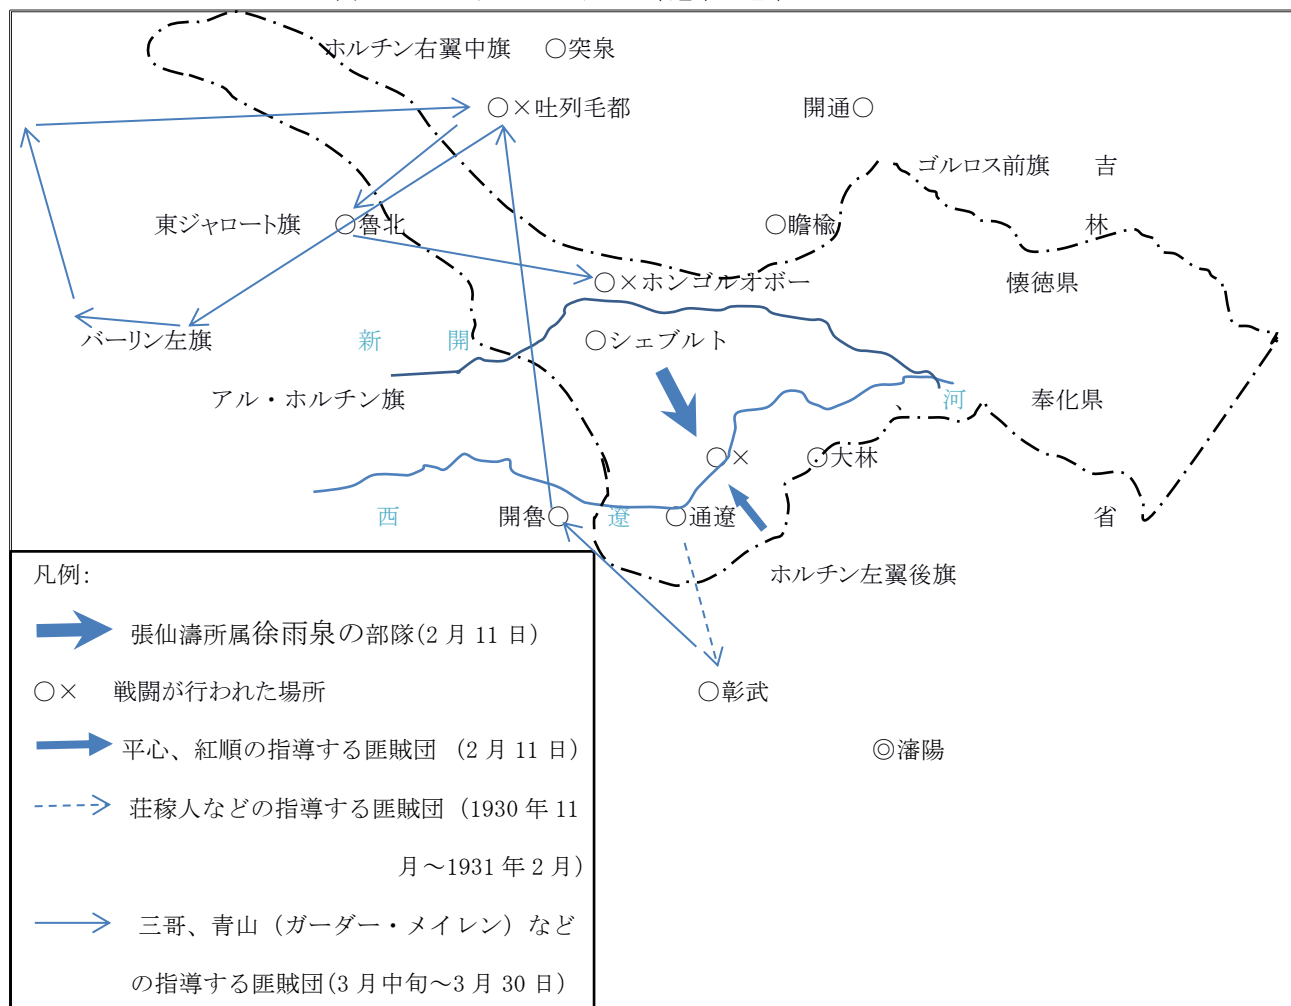 ホルチン右翼中旗 ○突泉
○×吐列毛都 開通○
ゴルロス前旗 吉
東ジャロート旗 ○魯北 ○瞻楡 林
○×ホンゴルオボー 懐徳県
バーリン左旗 新 開 ○シェブルト
アル・ホルチン旗 河 奉化県
○× ○大林
西 開魯○ 遼 ○通遼 省
ホルチン左翼後旗
○彰武
◎瀋陽
凡例:
張仙濤所属徐雨泉の部隊(2月11日)
○× 戦闘が行われた場所
平心、紅順の指導する匪賊団 (2月11日)
荘稼人などの指導する匪賊団 (1930年11
月～1931年2月)
三哥、青山(ガーダー・メイレン)など
の指導する匪賊団(3月中旬～3月30日)